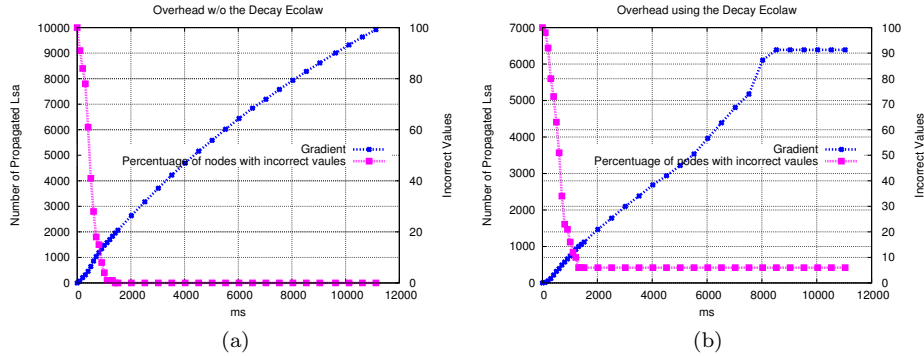 Overhead w/o the Decay Ecolaw
Number of Propagated Lsa
10000
9000
8000
7000
6000
5000
4000
3000
2000
1000
0
Gradient
Percentuage of nodes with incorrect vaules
100
80
60
40
20
0
Incorrect Values
0 2000 4000 6000 8000 10000 12000
ms
(a)
Overhead using the Decay Ecolaw
Number of Propagated Lsa
7000
6000
5000
4000
3000
2000
1000
0
Gradient
Percentuage of nodes with incorrect vaules
100
90
80
70
60
50
40
30
20
10
0
Incorrect Values
0 2000 4000 6000 8000 10000 12000
ms
(b)